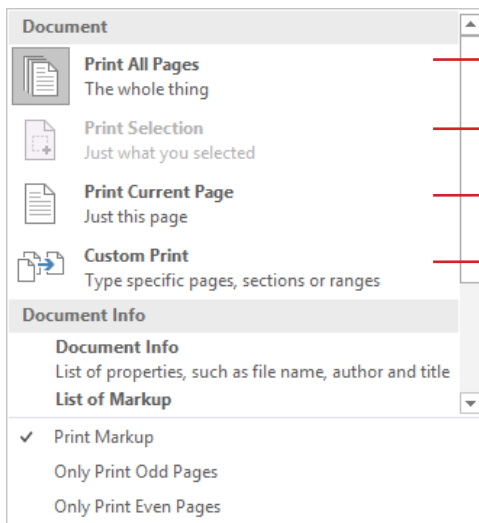 Document
Print All Pages
The whole thing
Print Selection
Just what you selected
Print Current Page
Just this page
Custom Print
Type specific pages, sections or ranges
Document Info
Document Info
List of properties, such as file name, author and title
List of Markup
Print Markup
Only Print Odd Pages
Only Print Even Pages